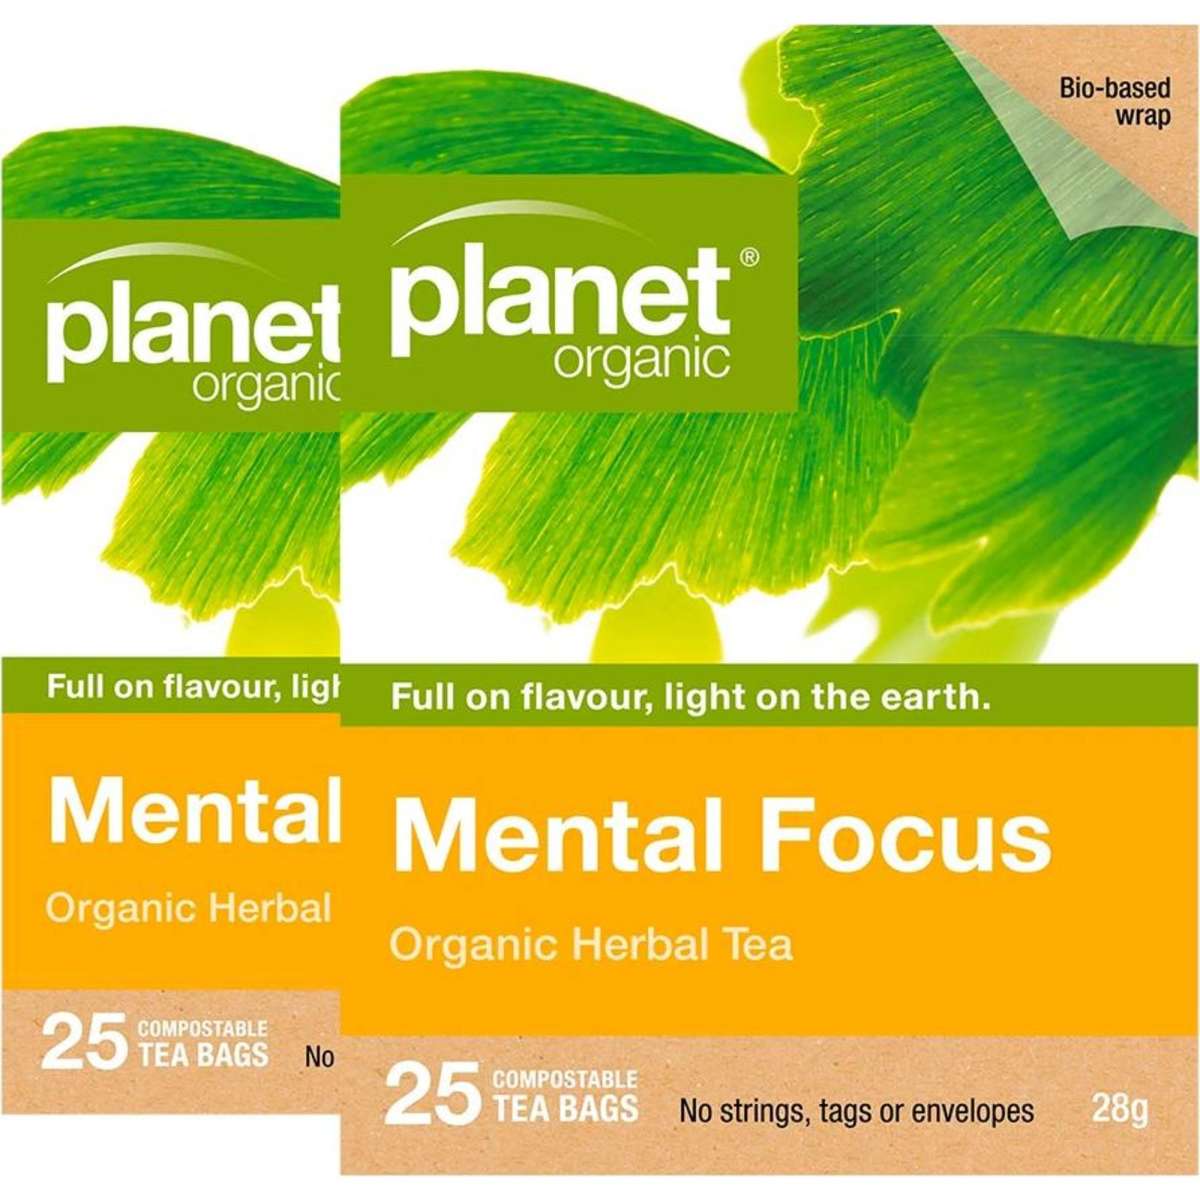 planet
organic
Full on flavour, ligh
Mental
Organic Herbal
25 COMPOSTABLE
TEA BAGS
No
Bio-based
wrap
planet®
organic
Full on flavour, light on the earth.
Mental Focus
Organic Herbal Tea
25 COMPOSTABLE
TEA BAGS
No strings, tags or envelopes
28g